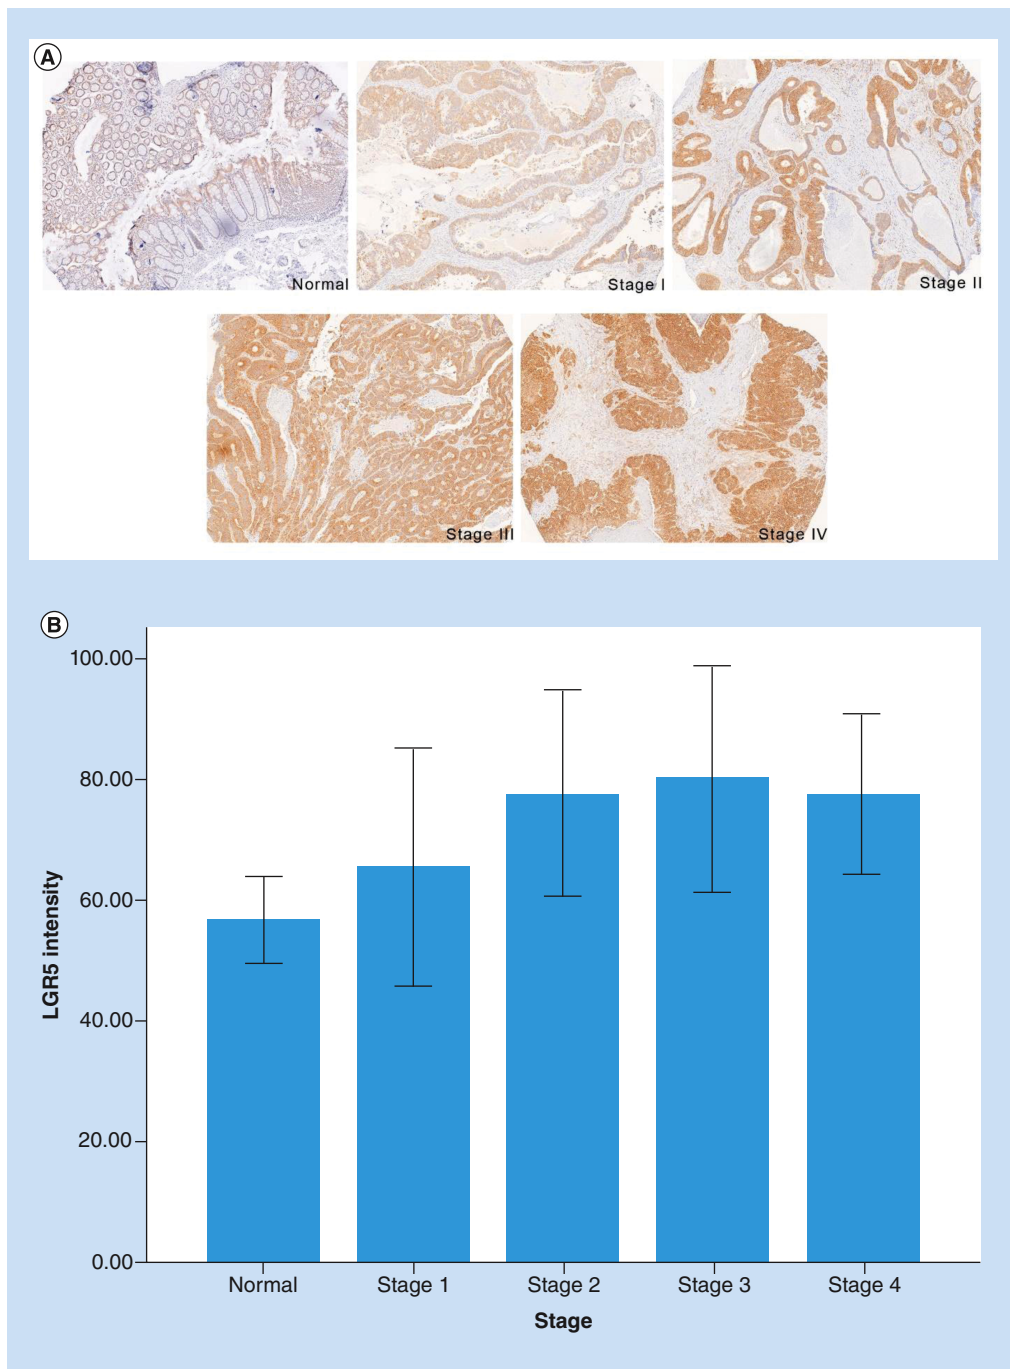 A
Normal
Stage I
Stage II
Stage III
Stage IV
B
100.00
80.00
60.00
40.00
20.00
0.00
LGR5 intensity
Normal Stage 1 Stage 2 Stage 3 Stage 4
Stage